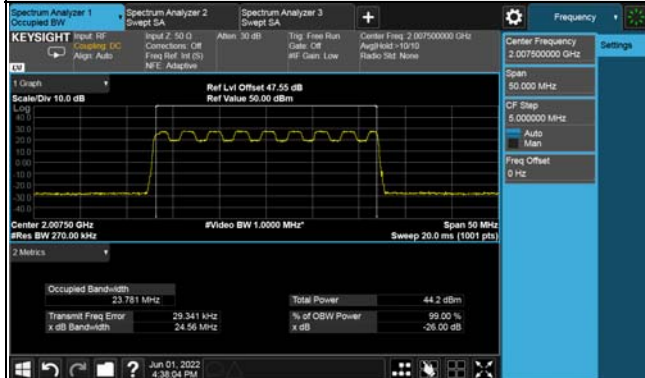 Spectrum Analyzer 1
Occupied BW
Spectrum Analyzer 2
Swept SA
Spectrum Analyzer 3
Swept SA
+
Frequency
KEYSIGHT
Input: RF
Coupling: DC
Align: Auto
Input Z: 50 Ω
Corrections: Off
Freq Ref: Int (S)
NFE: Adaptive
Atten: 30 dB
Trig: Free Run
Gate: Off
#IF Gain: Low
Center Freq: 2.007500000 GHz
Avg|Hold:>10/10
Radio Std: None
Center Frequency
2.007500000 GHz
Settings
Span
50.000 MHz
CF Step
5.000000 MHz
Auto
Man
Freq Offset
0 Hz
1 Graph
Scale/Div 10.0 dB
Ref Lvl Offset 47.55 dB
Ref Value 50.00 dBm
Log
40.0
30.0
20.0
10.0
0.00
-10.0
-20.0
-30.0
-40.0
Center 2.00750 GHz
#Res BW 270.00 kHz
#Video BW 1.0000 MHz*
Span 50 MHz
Sweep 20.0 ms (1001 pts)
2 Metrics
Occupied Bandwidth
23.781 MHz
Total Power 44.2 dBm
Transmit Freq Error 29.341 kHz
% of OBW Power 99.00 %
x dB Bandwidth 24.56 MHz
x dB -26.00 dB
?
Jun 01, 2022
4:38:04 PM